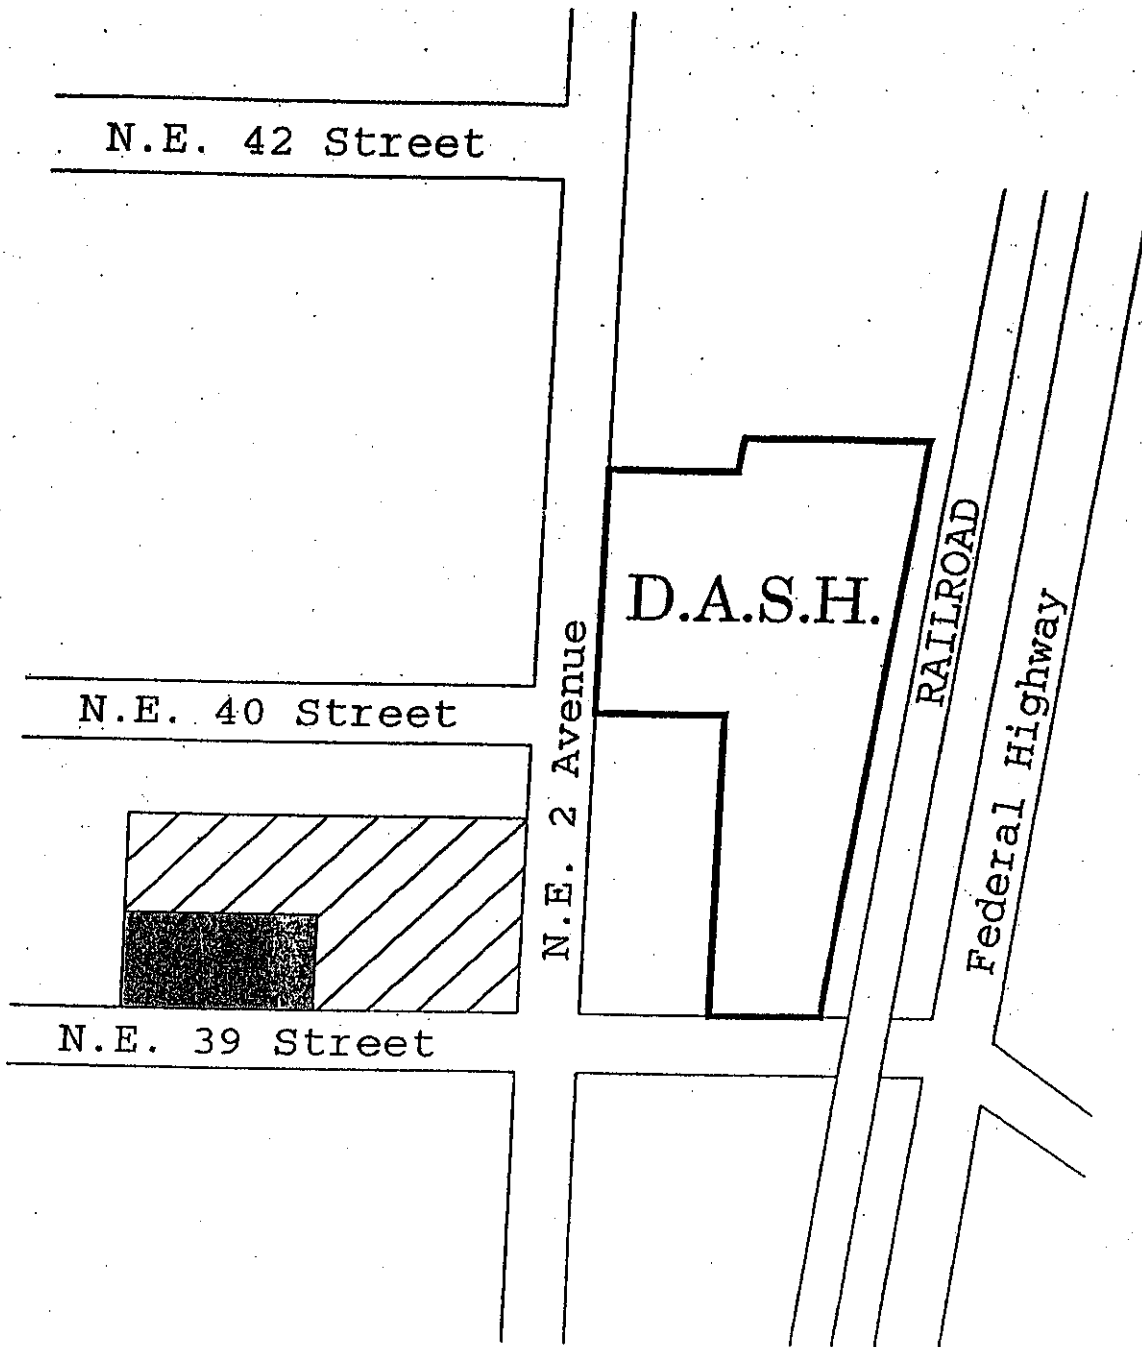 N.E. 42 Street
D.A.S.H.
RAILROAD
Federal Highway
N.E. 2 Avenue
N.E. 40 Street
N.E. 39 Street